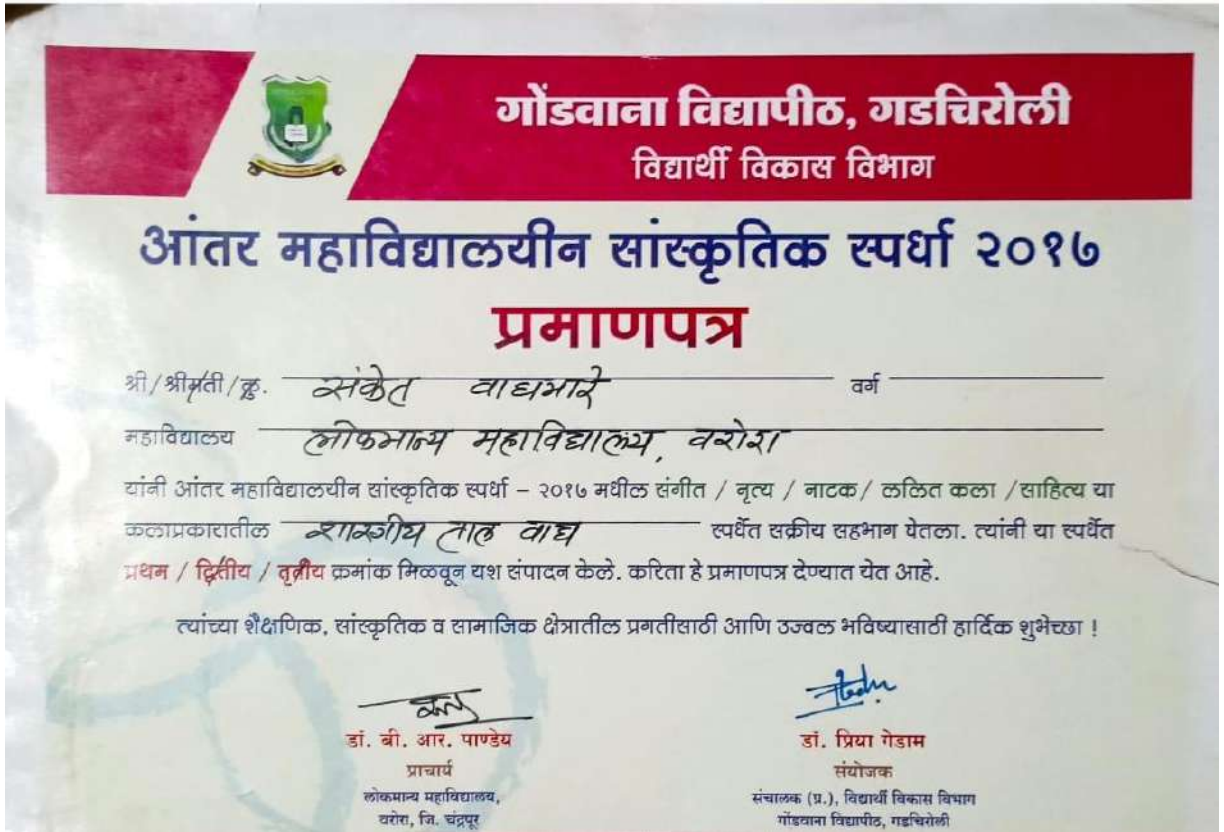 गोंडवाना विद्यापीठ, गडचिरोली
विद्यार्थी विकास विभाग
आंतर महाविद्यालयीन सांस्कृतिक स्पर्धा २०१७
प्रमाणपत्र
श्री/श्रीमती/कु. संकेत वाघमारे वर्ग
महाविद्यालय लोकमान्य महाविद्यालय, वरोरा
यांनी आंतर महाविद्यालयीन सांस्कृतिक स्पर्धा – २०१७ मधील संगीत / नृत्य / नाटक/ ललित कला /साहित्य या
कलाप्रकारातील शास्त्रीय ताल वाद्य स्पर्धेत सक्रीय सहभाग घेतला. त्यांनी या स्पर्धेत
प्रथम / द्वितीय / तृतीय क्रमांक मिळवून यश संपादन केले. करिता हे प्रमाणपत्र देण्यात येत आहे.
त्यांच्या शैक्षणिक, सांस्कृतिक व सामाजिक क्षेत्रातील प्रगतीसाठी आणि उज्वल भविष्यासाठी हार्दिक शुभेच्छा !
डॉ. बी. आर. पाण्डेय
प्राचार्य
लोकमान्य महाविद्यालय,
वरोरा, जि. चंद्रपूर
डॉ. प्रिया गेडाम
संयोजक
संचालक (प्र.), विद्यार्थी विकास विभाग
गोंडवाना विद्यापीठ, गडचिरोली